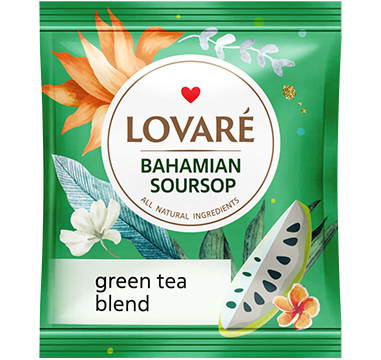 LOVARÉ
BAHAMIAN
SOURSOP
ALL NATURAL INGREDIENTS
green tea
blend